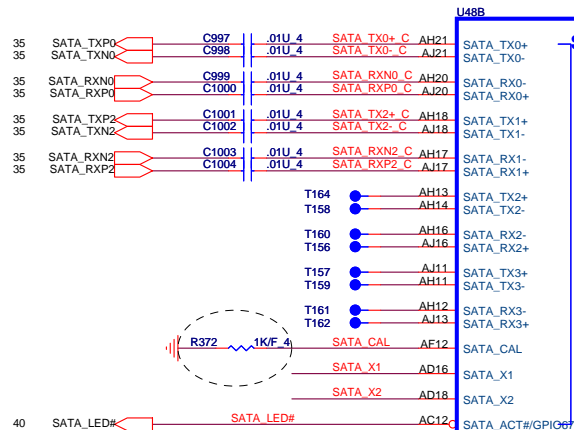 U48B
35 SATA_TXP0 C997 .01U_4 SATA_TX0+_C AH21 SATA_TX0+
35 SATA_TXN0 C998 .01U_4 SATA_TX0-_C AJ21 SATA_TX0-
35 SATA_RXN0 C999 .01U_4 SATA_RXN0_C AH20 SATA_RX0-
35 SATA_RXP0 C1000 .01U_4 SATA_RXP0_C AJ20 SATA_RX0+
35 SATA_TXP2 C1001 .01U_4 SATA_TX2+_C AH18 SATA_TX1+
35 SATA_TXN2 C1002 .01U_4 SATA_TX2-_C AJ18 SATA_TX1-
35 SATA_RXN2 C1003 .01U_4 SATA_RXN2_C AH17 SATA_RX1-
35 SATA_RXP2 C1004 .01U_4 SATA_RXP2_C AJ17 SATA_RX1+
T164 AH13 SATA_TX2+
T158 AH14 SATA_TX2-
T160 AH16 SATA_RX2-
T156 AJ16 SATA_RX2+
T157 AJ11 SATA_TX3+
T159 AH11 SATA_TX3-
T161 AH12 SATA_RX3-
T162 AJ13 SATA_RX3+
R372 1K/F_4 SATA_CAL AF12 SATA_CAL
SATA_X1 AD16 SATA_X1
SATA_X2 AD18 SATA_X2
40 SATA_LED# SATA_LED# AC12 SATA_ACT#/GPIO67